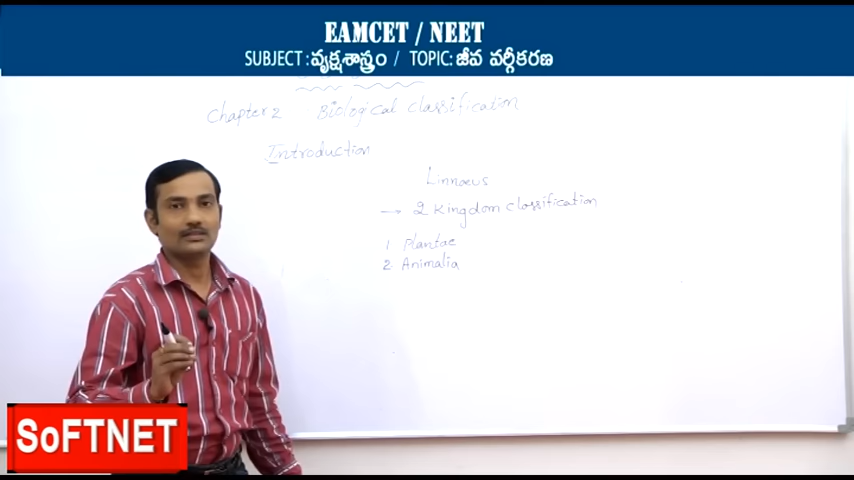 EAMCET / NEET
SUBJECT : వృక్షశాస్త్రం / TOPIC: జీవ వర్గీకరణ
Chapter 2 Biological classification
Introduction
Linnaeus
→ 2 Kingdom classification
1 Plantae
2 Animalia
SoFTNET